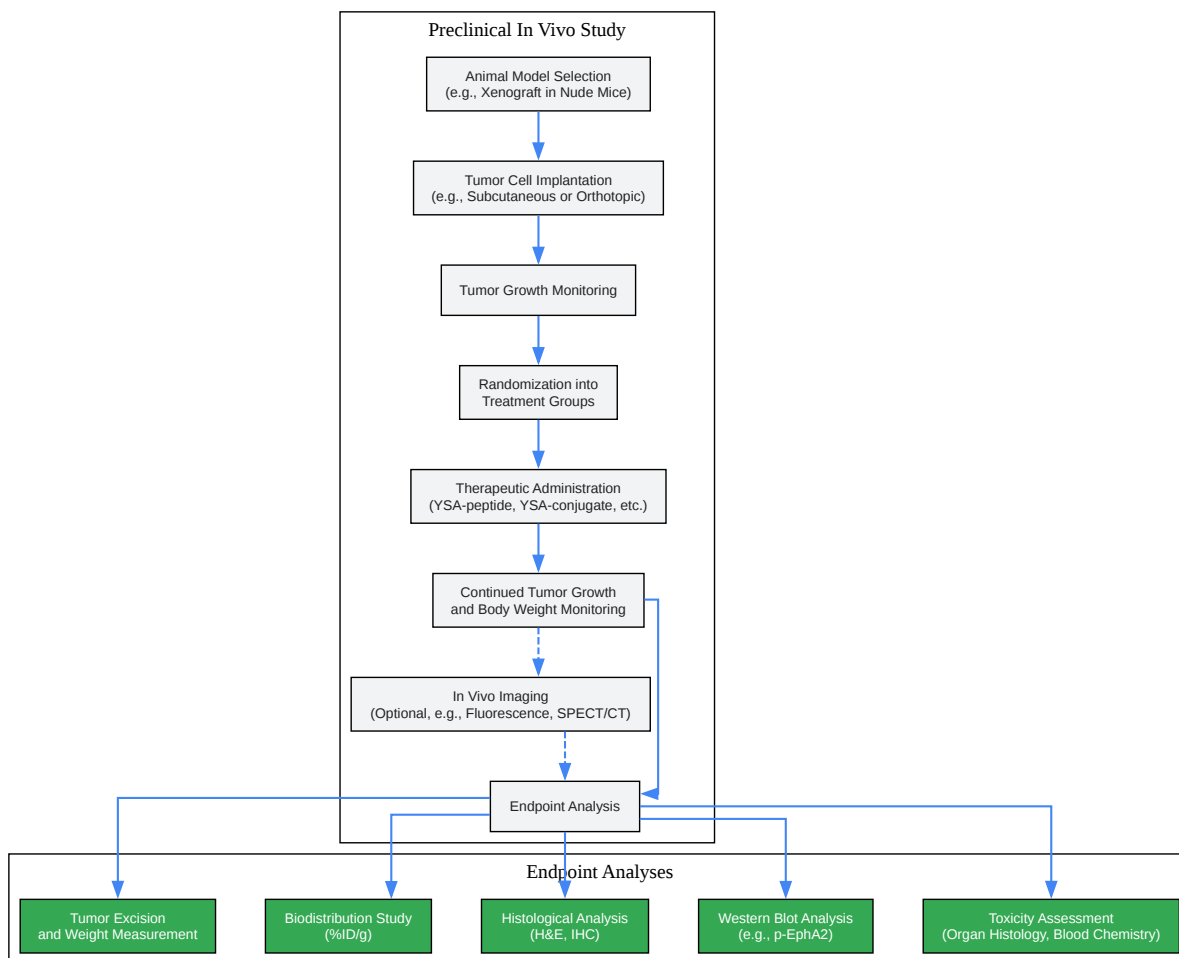 Preclinical In Vivo Study
Animal Model Selection
(e.g., Xenograft in Nude Mice)
Tumor Cell Implantation
(e.g., Subcutaneous or Orthotopic)
Tumor Growth Monitoring
Randomization into
Treatment Groups
Therapeutic Administration
(YSA-peptide, YSA-conjugate, etc.)
Continued Tumor Growth
and Body Weight Monitoring
In Vivo Imaging
(Optional, e.g., Fluorescence, SPECT/CT)
Endpoint Analysis
Endpoint Analyses
Tumor Excision
and Weight Measurement
Biodistribution Study
(%ID/g)
Histological Analysis
(H&E, IHC)
Western Blot Analysis
(e.g., p-EphA2)
Toxicity Assessment
(Organ Histology, Blood Chemistry)